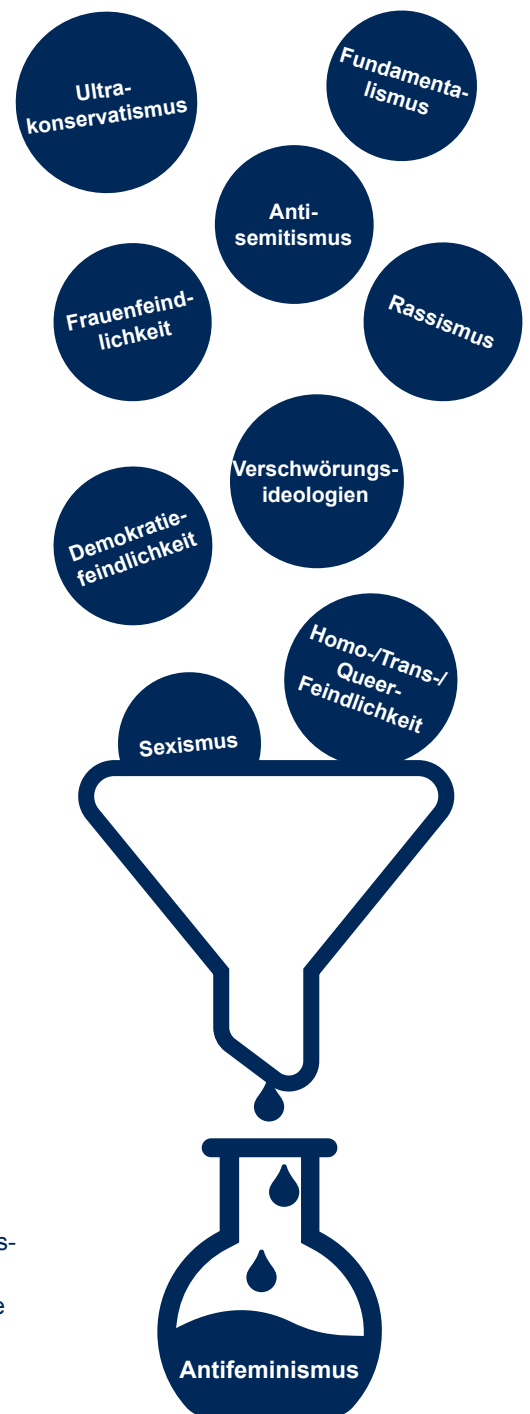 Ultra-
konservatismus
Fundamenta-
lismus
Anti-
semitismus
Frauenfeind-
lichkeit
Rassismus
Verschwörungs-
ideologien
Demokratie-
feindlichkeit
Homo-/Trans-/
Queer-
Feindlichkeit
Sexismus
s-
e
Antifeminismus